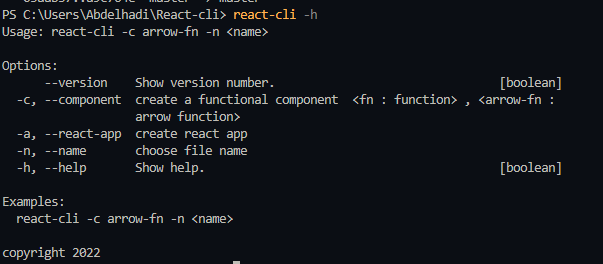 PS C:\Users\Abdelhadi\React-cli> react-cli -h
Usage: react-cli -c arrow-fn -n <name>
Options:
--version    Show version number.    [boolean]
-c, --component  create a functional component  <fn : function> , <arrow-fn :
arrow function>
-a, --react-app  create react app
-n, --name       choose file name
-h, --help       Show help.    [boolean]
Examples:
react-cli -c arrow-fn -n <name>
copyright 2022